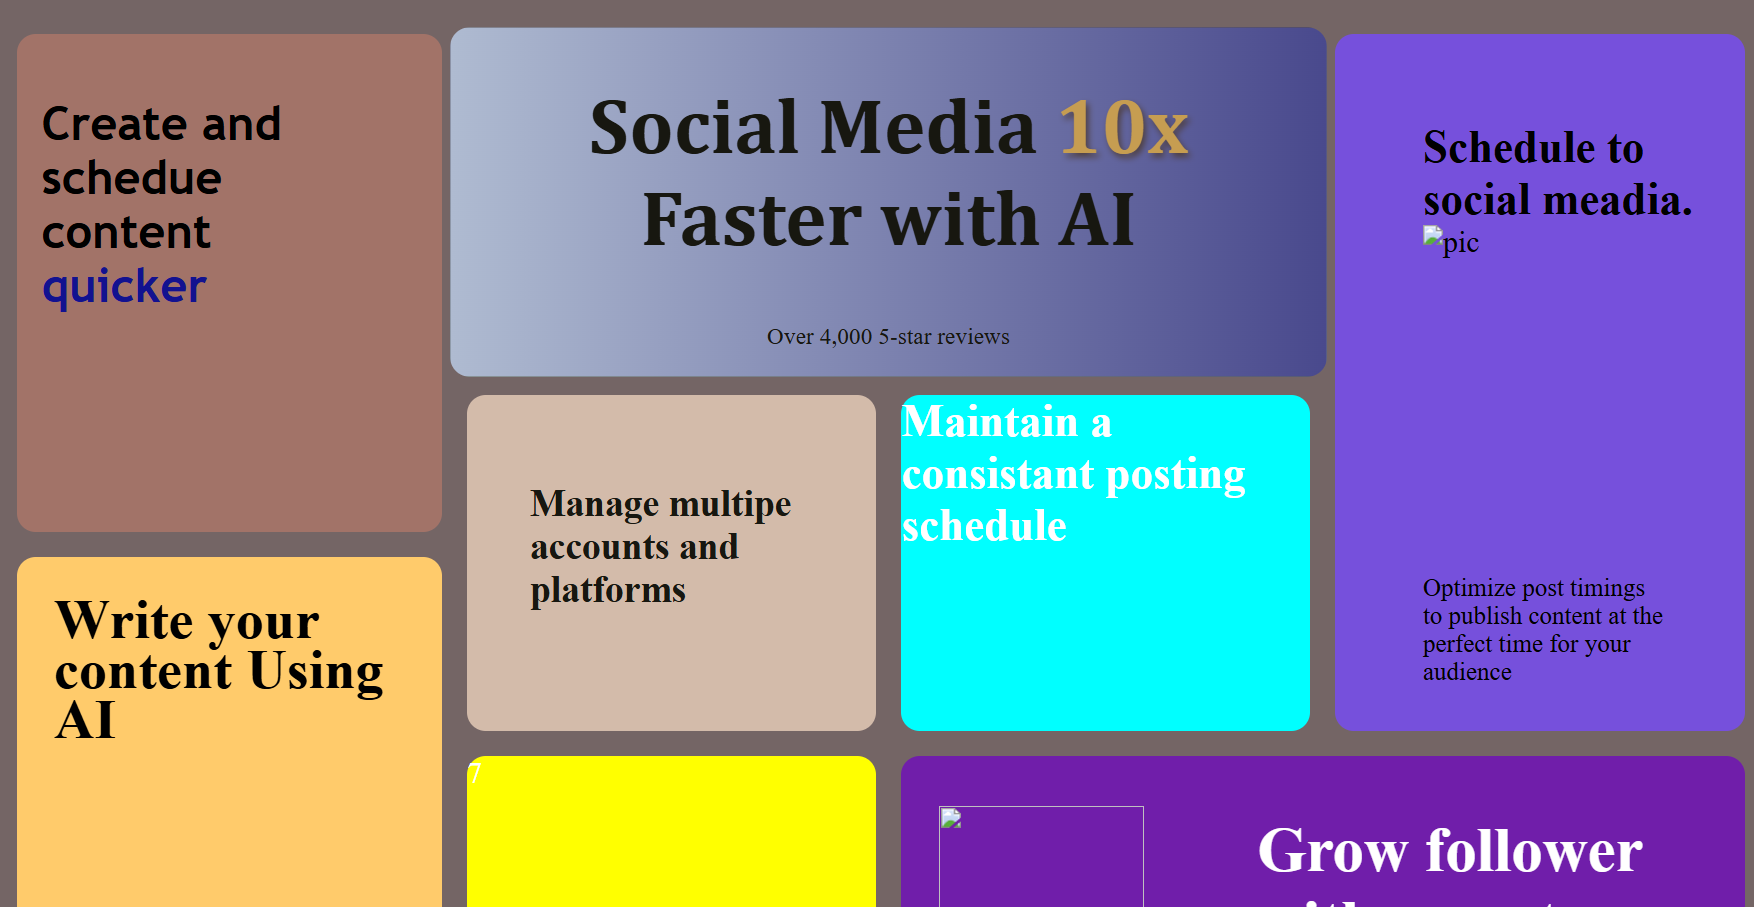 Create and
schedue
content
quicker
Social Media 10x
Faster with AI
Over 4,000 5-star reviews
Schedule to
social meadia.
pic
Optimize post timings
to publish content at the
perfect time for your
audience
Manage multipe
accounts and
platforms
Maintain a
consistant posting
schedule
Write your
content Using
AI
7
Grow follower